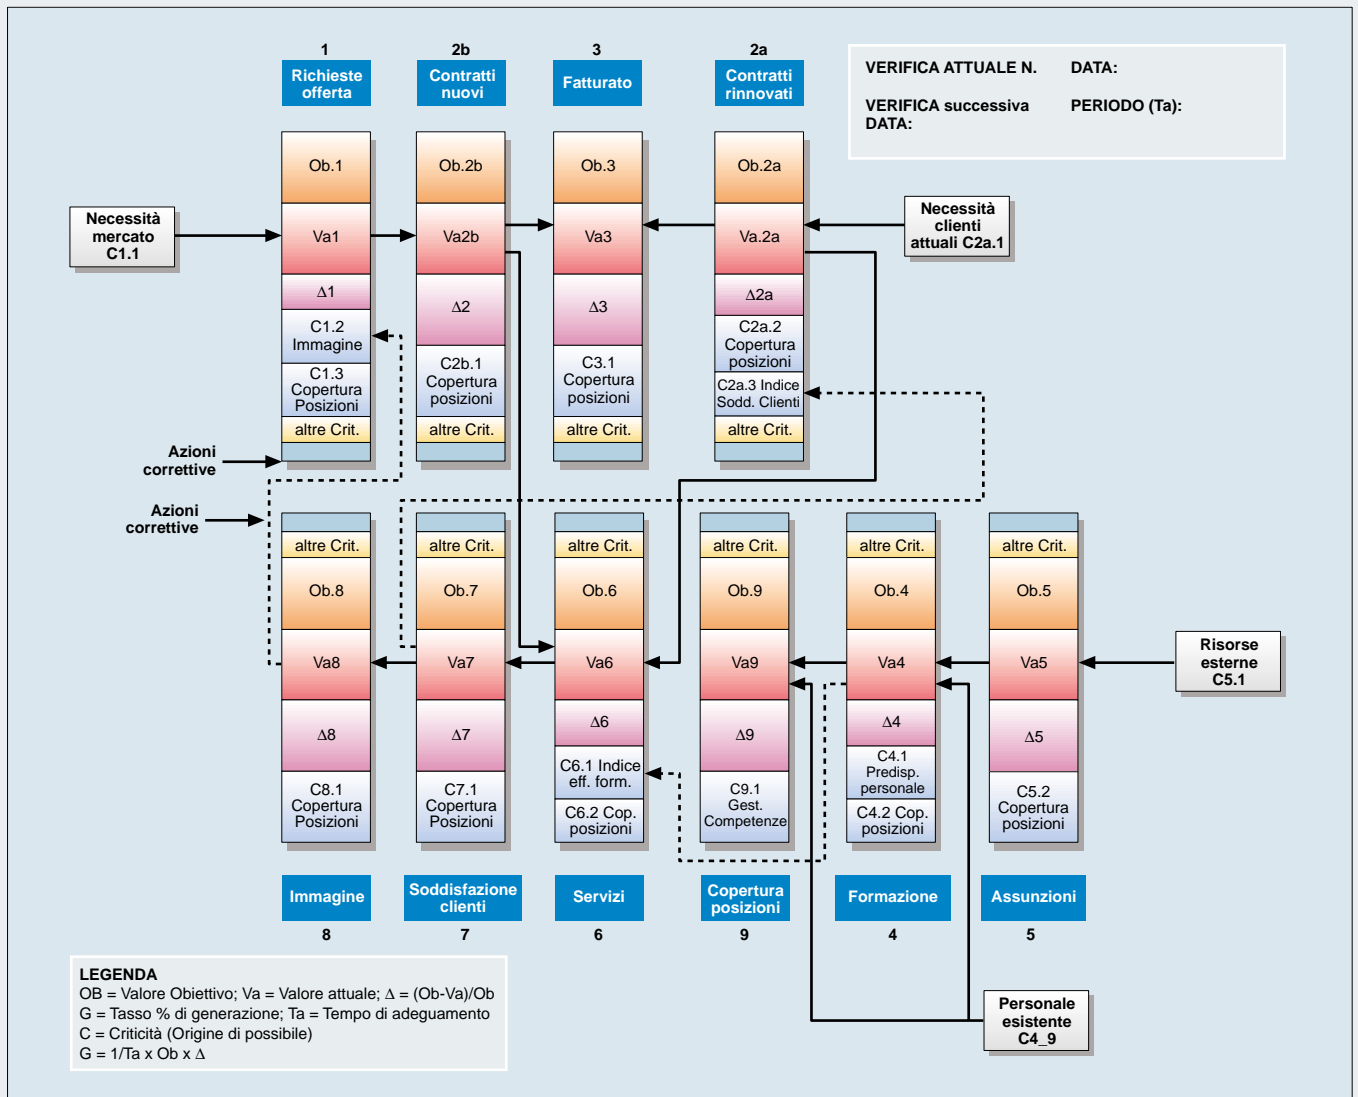 1
2b
3
2a
Richieste
offerta
Contratti
nuovi
Fatturato
Contratti
rinnovati
VERIFICA ATTUALE N. DATA:
VERIFICA successiva PERIODO (Ta):
DATA:
Ob.1
Va1
Δ1
C1.2
Immagine
C1.3
Copertura
Posizioni
altre Crit.
Ob.2b
Va2b
Δ2
C2b.1
Copertura
posizioni
altre Crit.
Ob.3
Va3
Δ3
C3.1
Copertura
posizioni
altre Crit.
Ob.2a
Va.2a
Δ2a
C2a.2
Copertura
posizioni
C2a.3 Indice
Sodd. Clienti
altre Crit.
Necessità
mercato
C1.1
Necessità
clienti
attuali C2a.1
Azioni
correttive
Azioni
correttive
altre Crit.
Ob.8
Va8
Δ8
C8.1
Copertura
Posizioni
altre Crit.
Ob.7
Va7
Δ7
C7.1
Copertura
Posizioni
altre Crit.
Ob.6
Va6
Δ6
C6.1 Indice
eff. form.
C6.2 Cop.
posizioni
altre Crit.
Ob.9
Va9
Δ9
C9.1
Gest.
Competenze
altre Crit.
Ob.4
Va4
Δ4
C4.1
Predisp.
personale
C4.2 Cop.
posizioni
altre Crit.
Ob.5
Va5
Δ5
C5.2
Copertura
posizioni
Risorse
esterne
C5.1
Immagine
Soddisfazione
clienti
Servizi
Copertura
posizioni
Formazione
Assunzioni
8
7
6
9
4
5
LEGENDA
OB = Valore Obiettivo; Va = Valore attuale; Δ = (Ob-Va)/Ob
G = Tasso % di generazione; Ta = Tempo di adeguamento
C = Criticità (Origine di possibile)
G = 1/Ta x Ob x Δ
Personale
esistente
C4_9